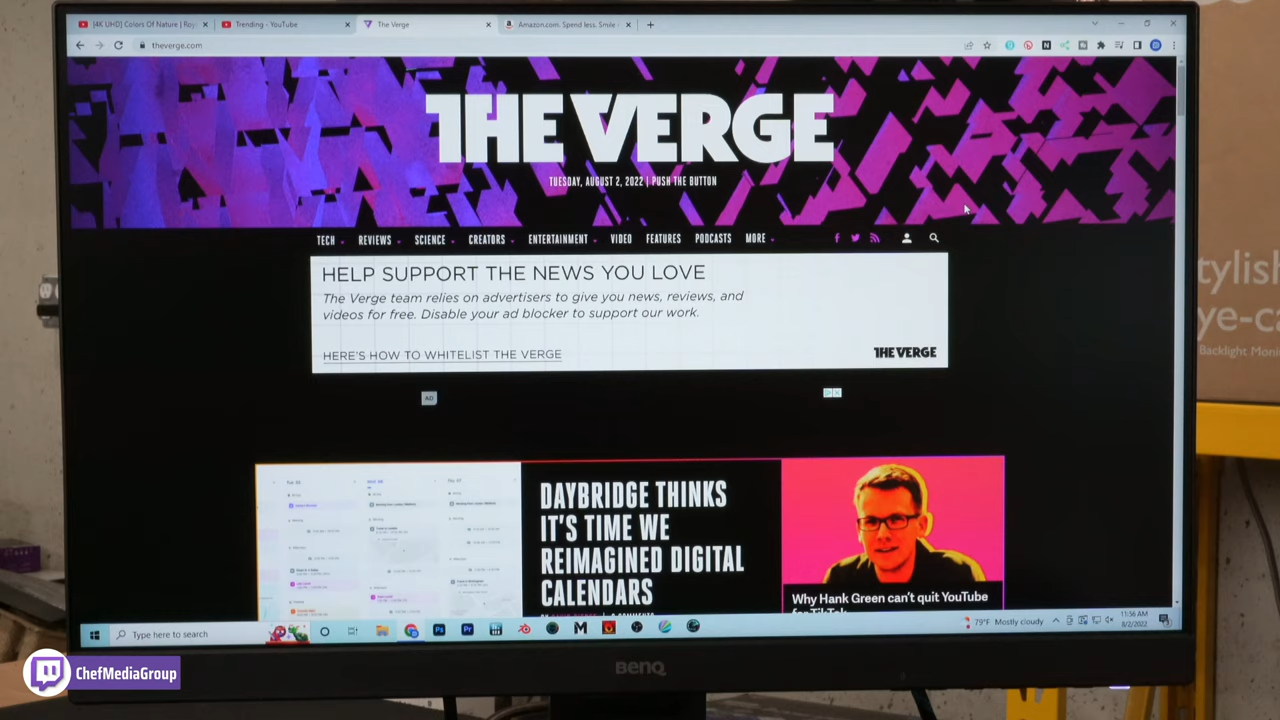 [4K UHD] Colors Of Nature | Roy
Trending - YouTube
The Verge
Amazon.com. Spend less. Smile
theverge.com
THE VERGE
TUESDAY, AUGUST 2, 2022 | PUSH THE BUTTON
TECH REVIEWS SCIENCE CREATORS ENTERTAINMENT VIDEO FEATURES PODCASTS MORE
HELP SUPPORT THE NEWS YOU LOVE
The Verge team relies on advertisers to give you news, reviews, and
videos for free. Disable your ad blocker to support our work.
HERE'S HOW TO WHITELIST THE VERGE
THE VERGE
AD
tylish
ye-ca
Backlight Moni
DAYBRIDGE THINKS
IT'S TIME WE
REIMAGINED DIGITAL
CALENDARS
Why Hank Green can't quit YouTube
for TikTok
Type here to search
79°F Mostly cloudy
11:56 AM
8/2/2022
BenQ
ChefMediaGroup